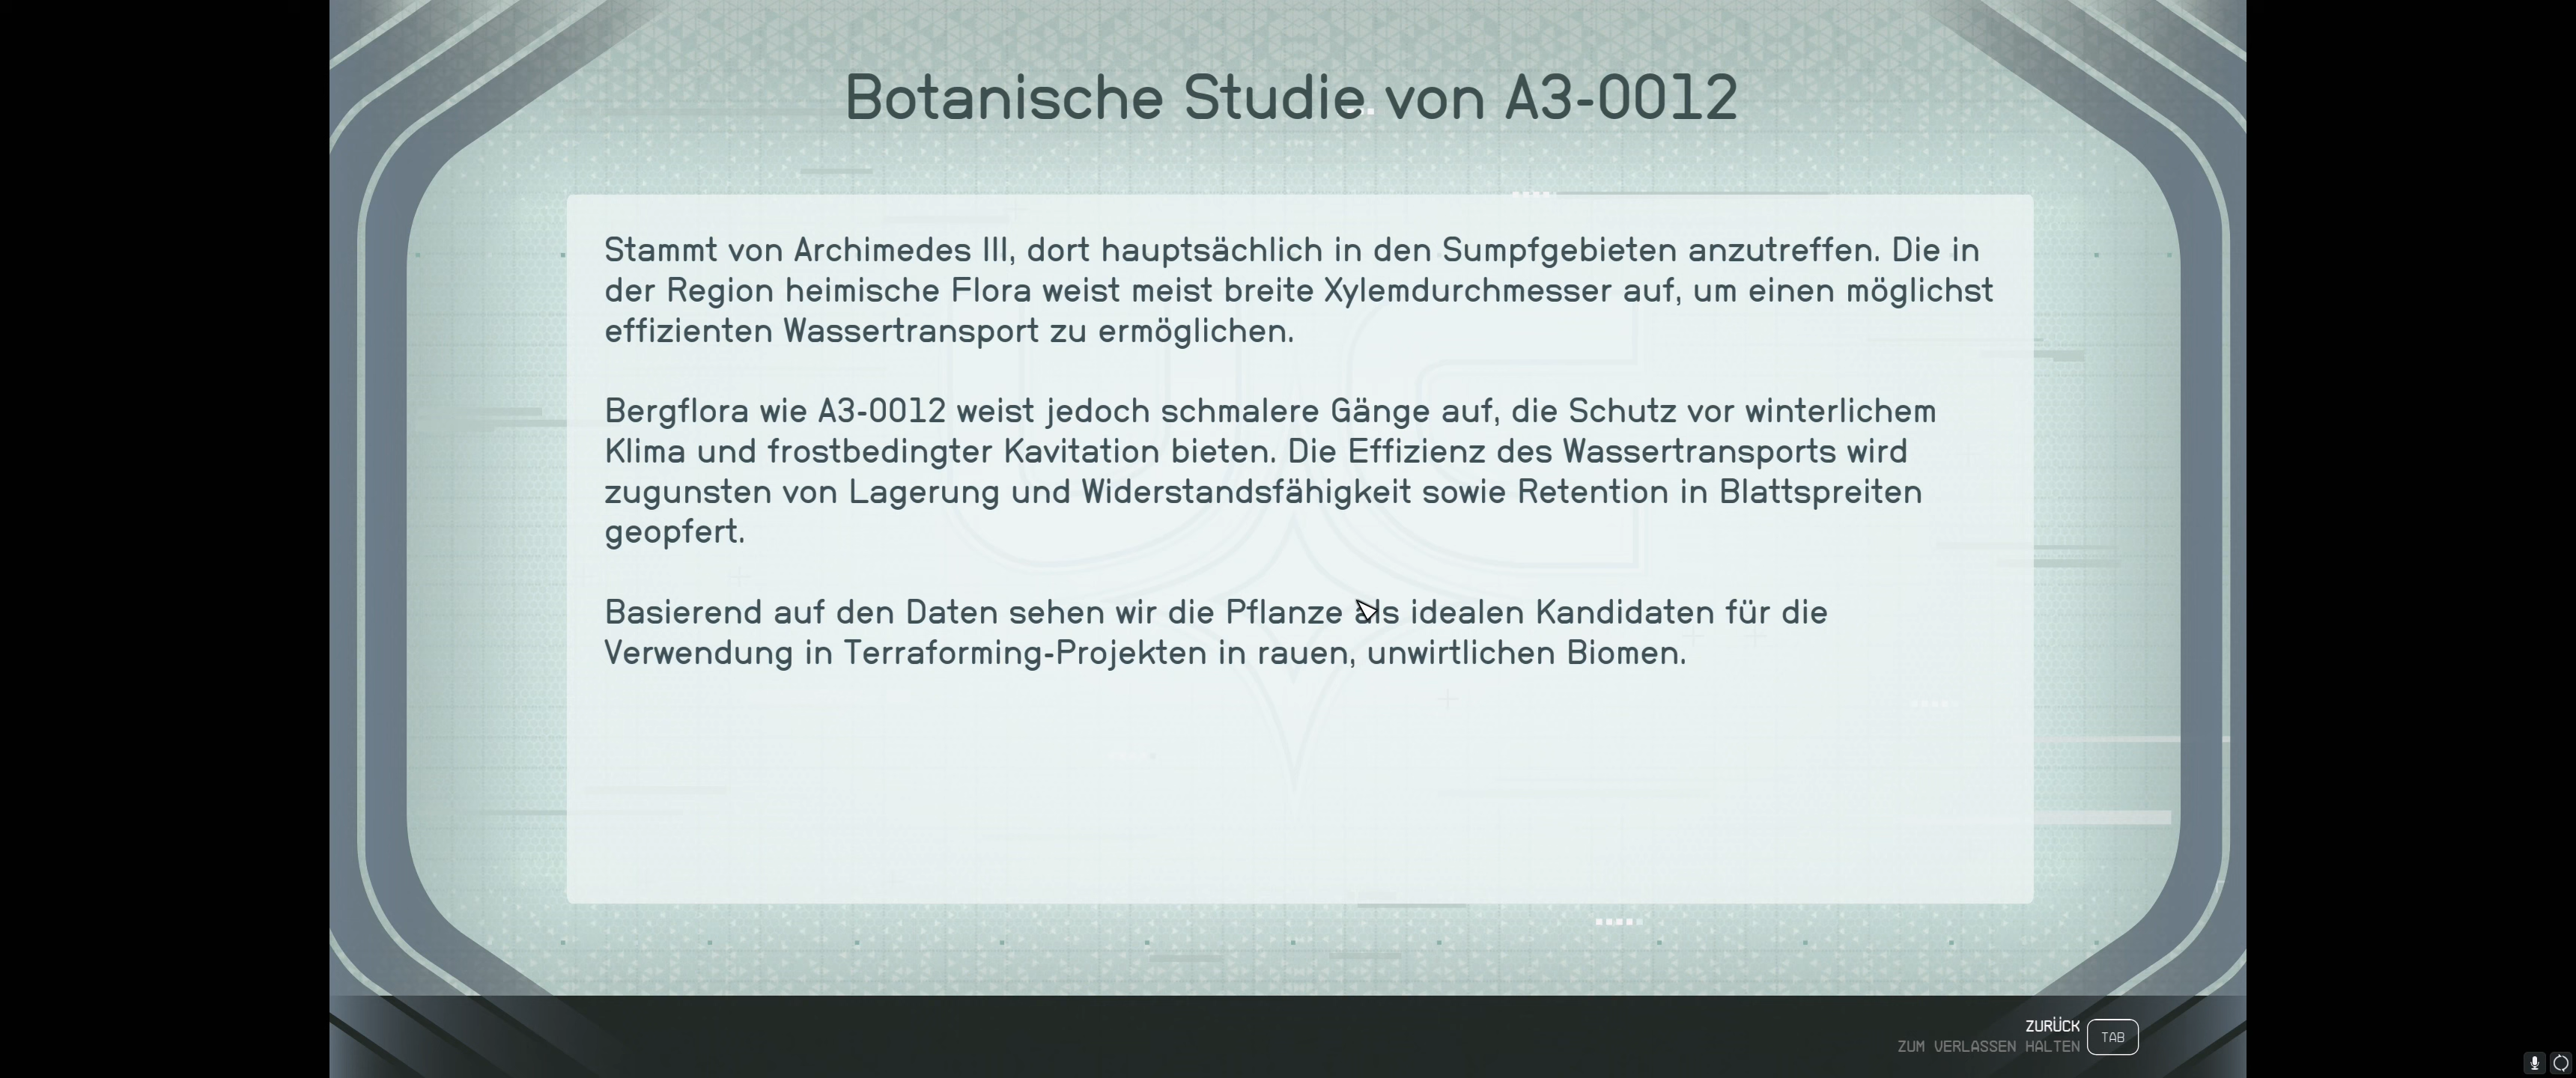 Botanische Studie von A3-0012
Stammt von Archimedes III, dort hauptsächlich in den Sumpfgebieten anzutreffen. Die in
der Region heimische Flora weist meist breite Xylemdurchmesser auf, um einen möglichst
effizienten Wassertransport zu ermöglichen.
Bergflora wie A3-0012 weist jedoch schmalere Gänge auf, die Schutz vor winterlichem
Klima und frostbedingter Kavitation bieten. Die Effizienz des Wassertransports wird
zugunsten von Lagerung und Widerstandsfähigkeit sowie Retention in Blattspreiten
geopfert.
Basierend auf den Daten sehen wir die Pflanze als idealen Kandidaten für die
Verwendung in Terraforming-Projekten in rauen, unwirtlichen Biomen.
ZURÜCK
ZUM VERLASSEN HALTEN
TAB